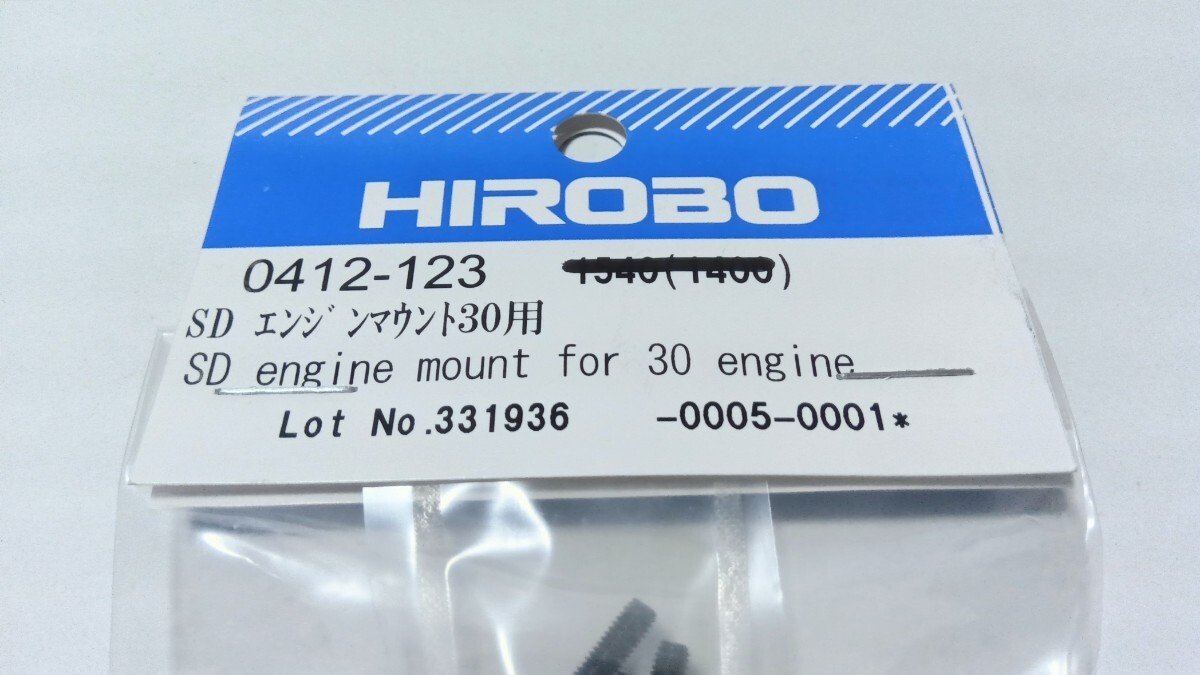 HIROBO
0412-123 1540(1400)
SD エンジンマウント30用
SD engine mount for 30 engine
Lot No.331936 -0005-0001*